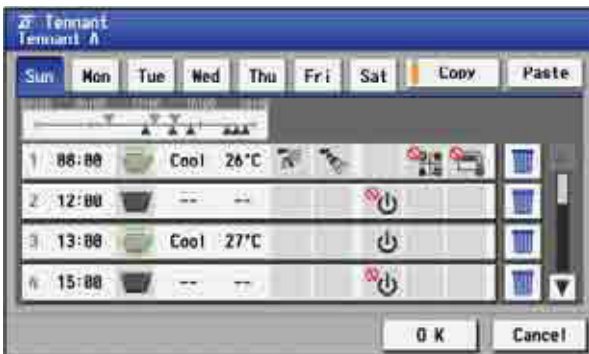 2F Tennant
Tennant A
Sun Mon Tue Wed Thu Fri Sat Copy Paste
1 08:00 Cool 26°C
2 12:00 -- --
3 13:00 Cool 27°C
15:00 -- --
OK Cancel